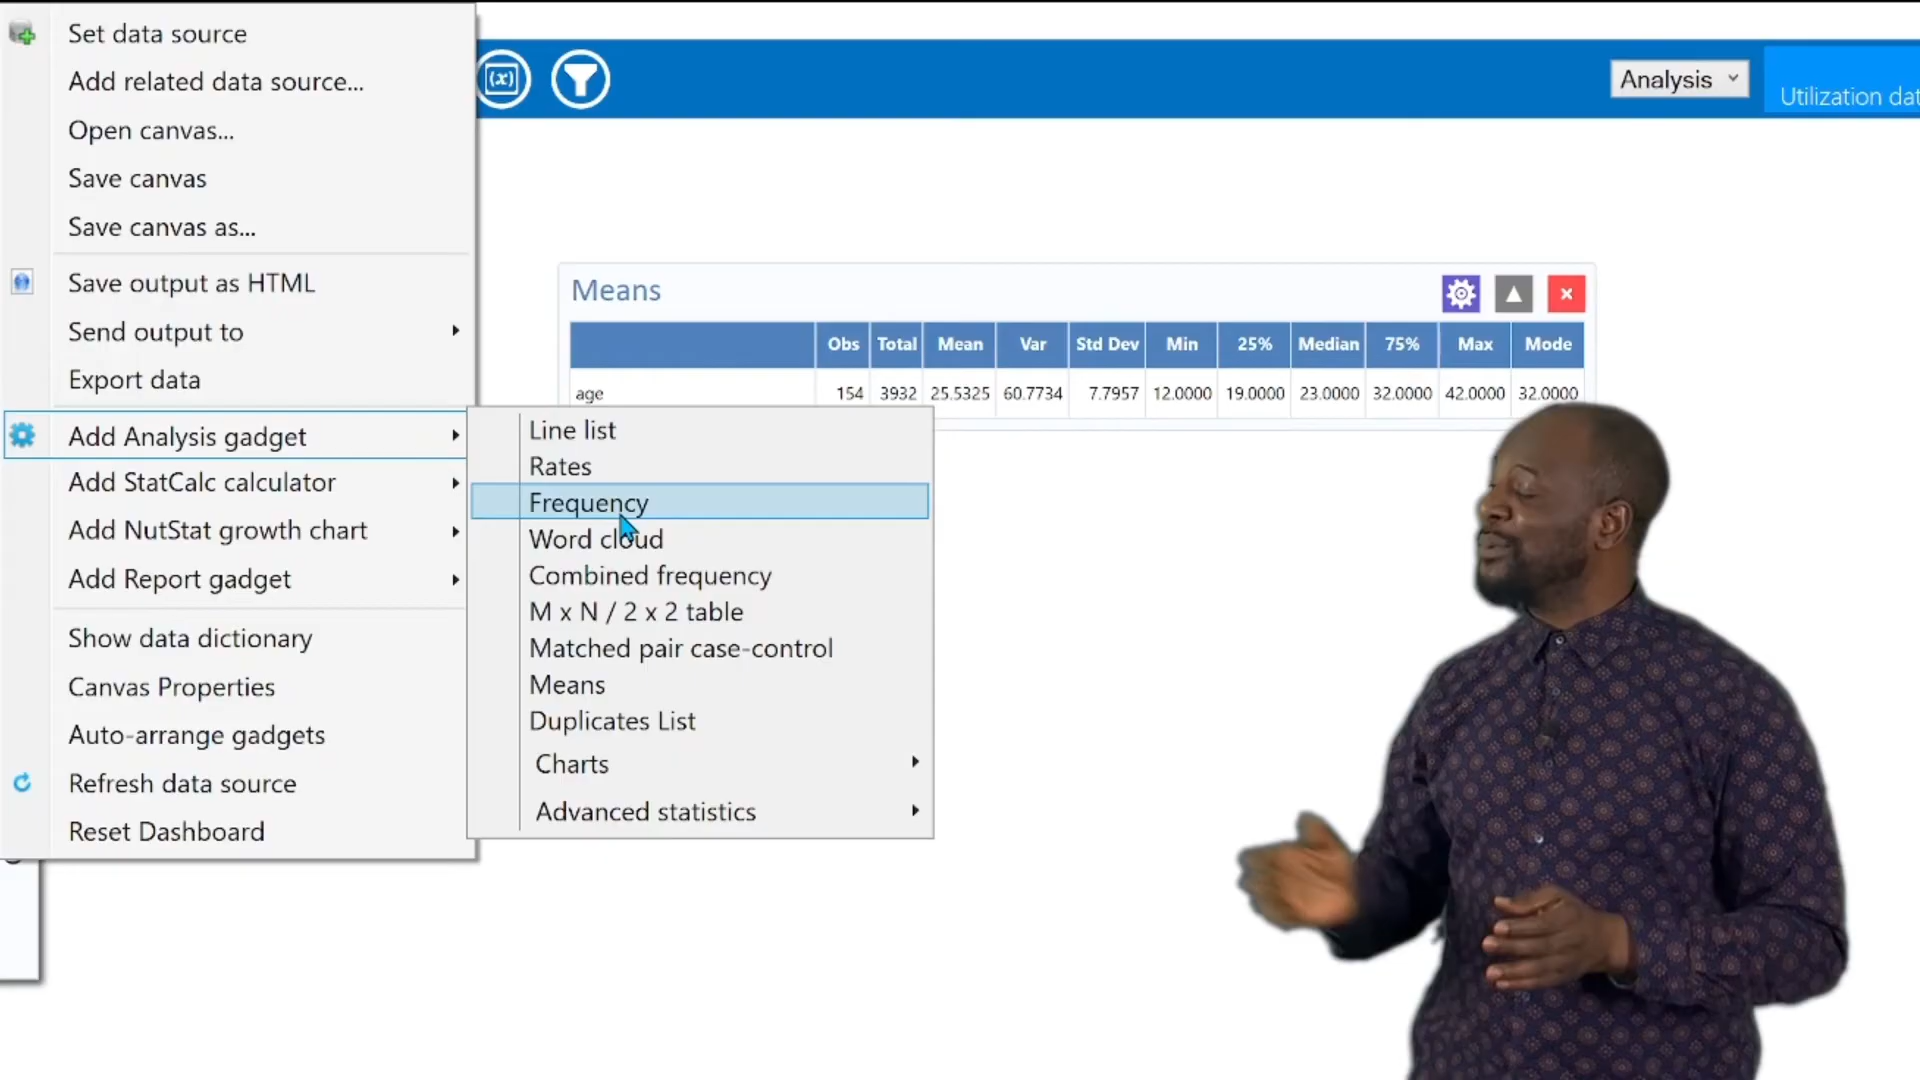 Set data source
Add related data source...
Open canvas...
Save canvas
Save canvas as...
Save output as HTML
Send output to
Export data
Add Analysis gadget
Add StatCalc calculator
Add NutStat growth chart
Add Report gadget
Show data dictionary
Canvas Properties
Auto-arrange gadgets
Refresh data source
Reset Dashboard
(x)
Analysis
Utilization dat
Means
Obs Total Mean Var Std Dev Min 25% Median 75% Max Mode
age 154 3932 25.5325 60.7734 7.7957 12.0000 19.0000 23.0000 32.0000 42.0000 32.0000
Line list
Rates
Frequency
Word cloud
Combined frequency
M x N / 2 x 2 table
Matched pair case-control
Means
Duplicates List
Charts
Advanced statistics